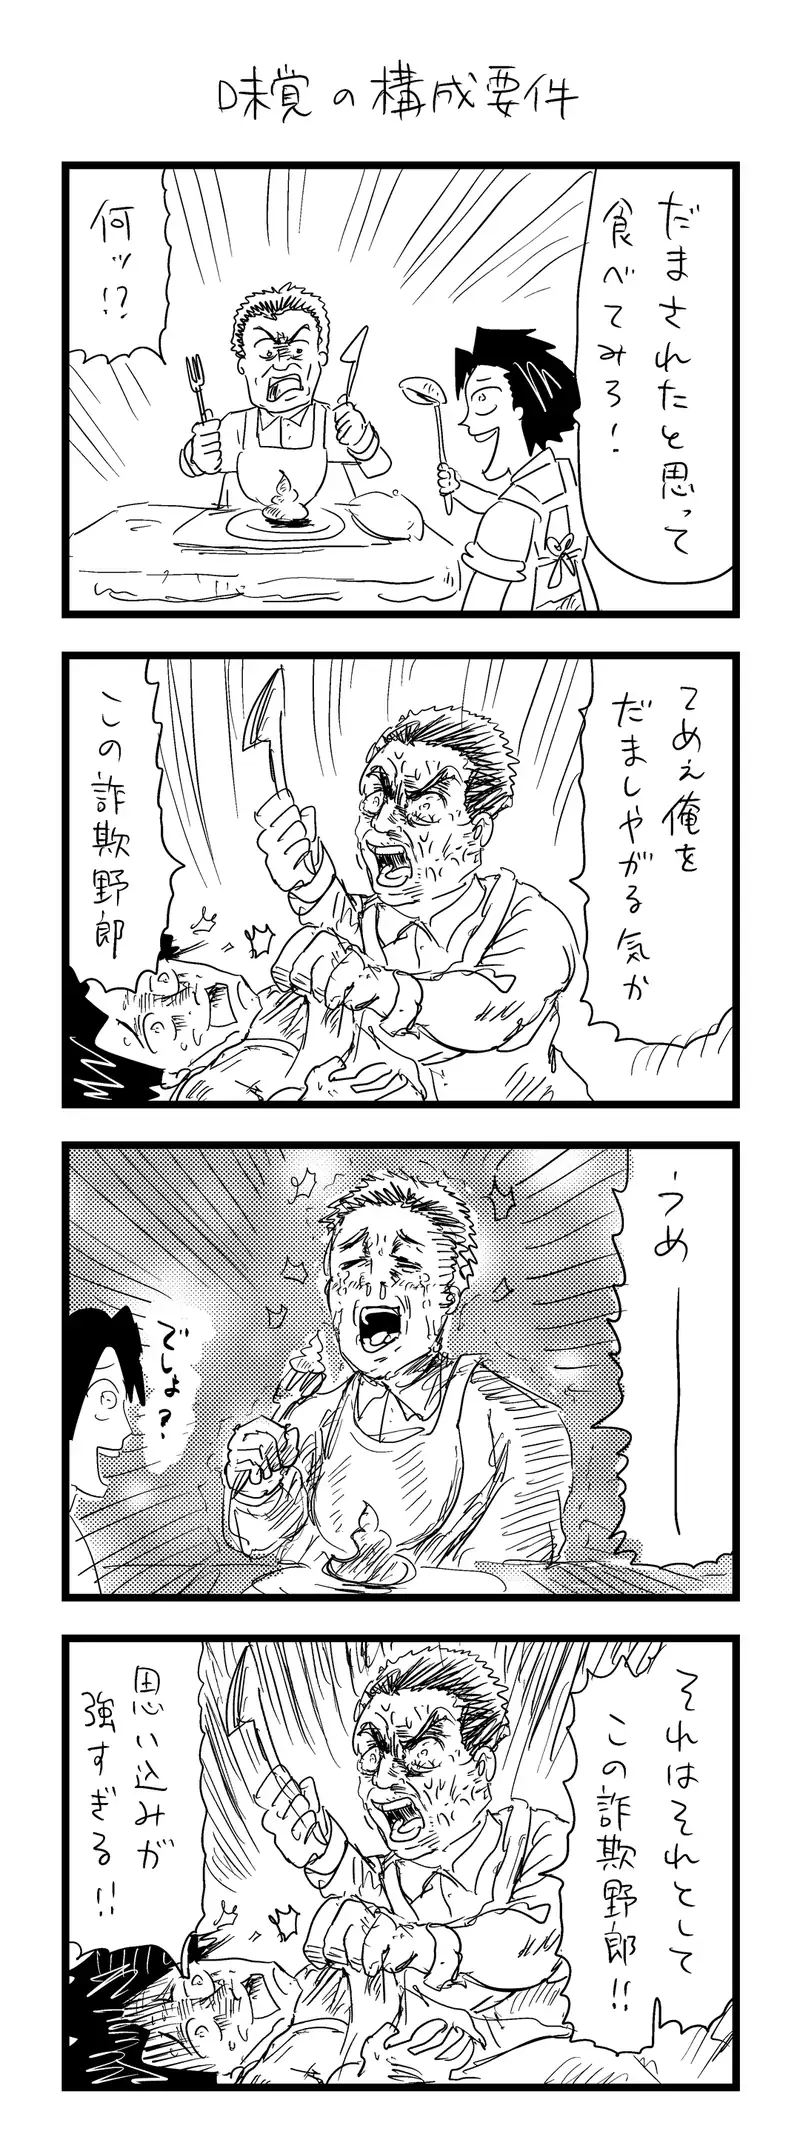 味覚の構成要件
だまされたと思って
食べてみろ!
何ッ!?
てめぇ俺を
だましやがる気か
この詐欺野郎
うめ――――
でしょ?
それはそれとして
この詐欺野郎!!
思い込みが
強すぎる!!